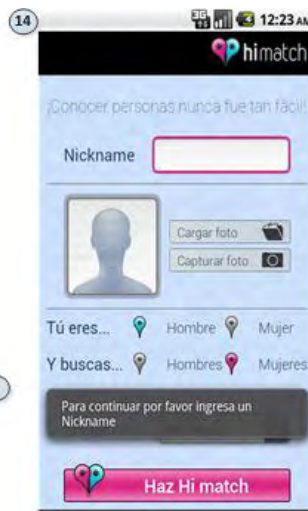 14
3G 12:23 AM
himatch
¡Conocer personas nunca fue tan fácil!
Nickname
Cargar foto
Capturar foto
Tú eres... Hombre Mujer
Y buscas... Hombres Mujeres
Para continuar por favor ingresa un
Nickname
Haz Hi match